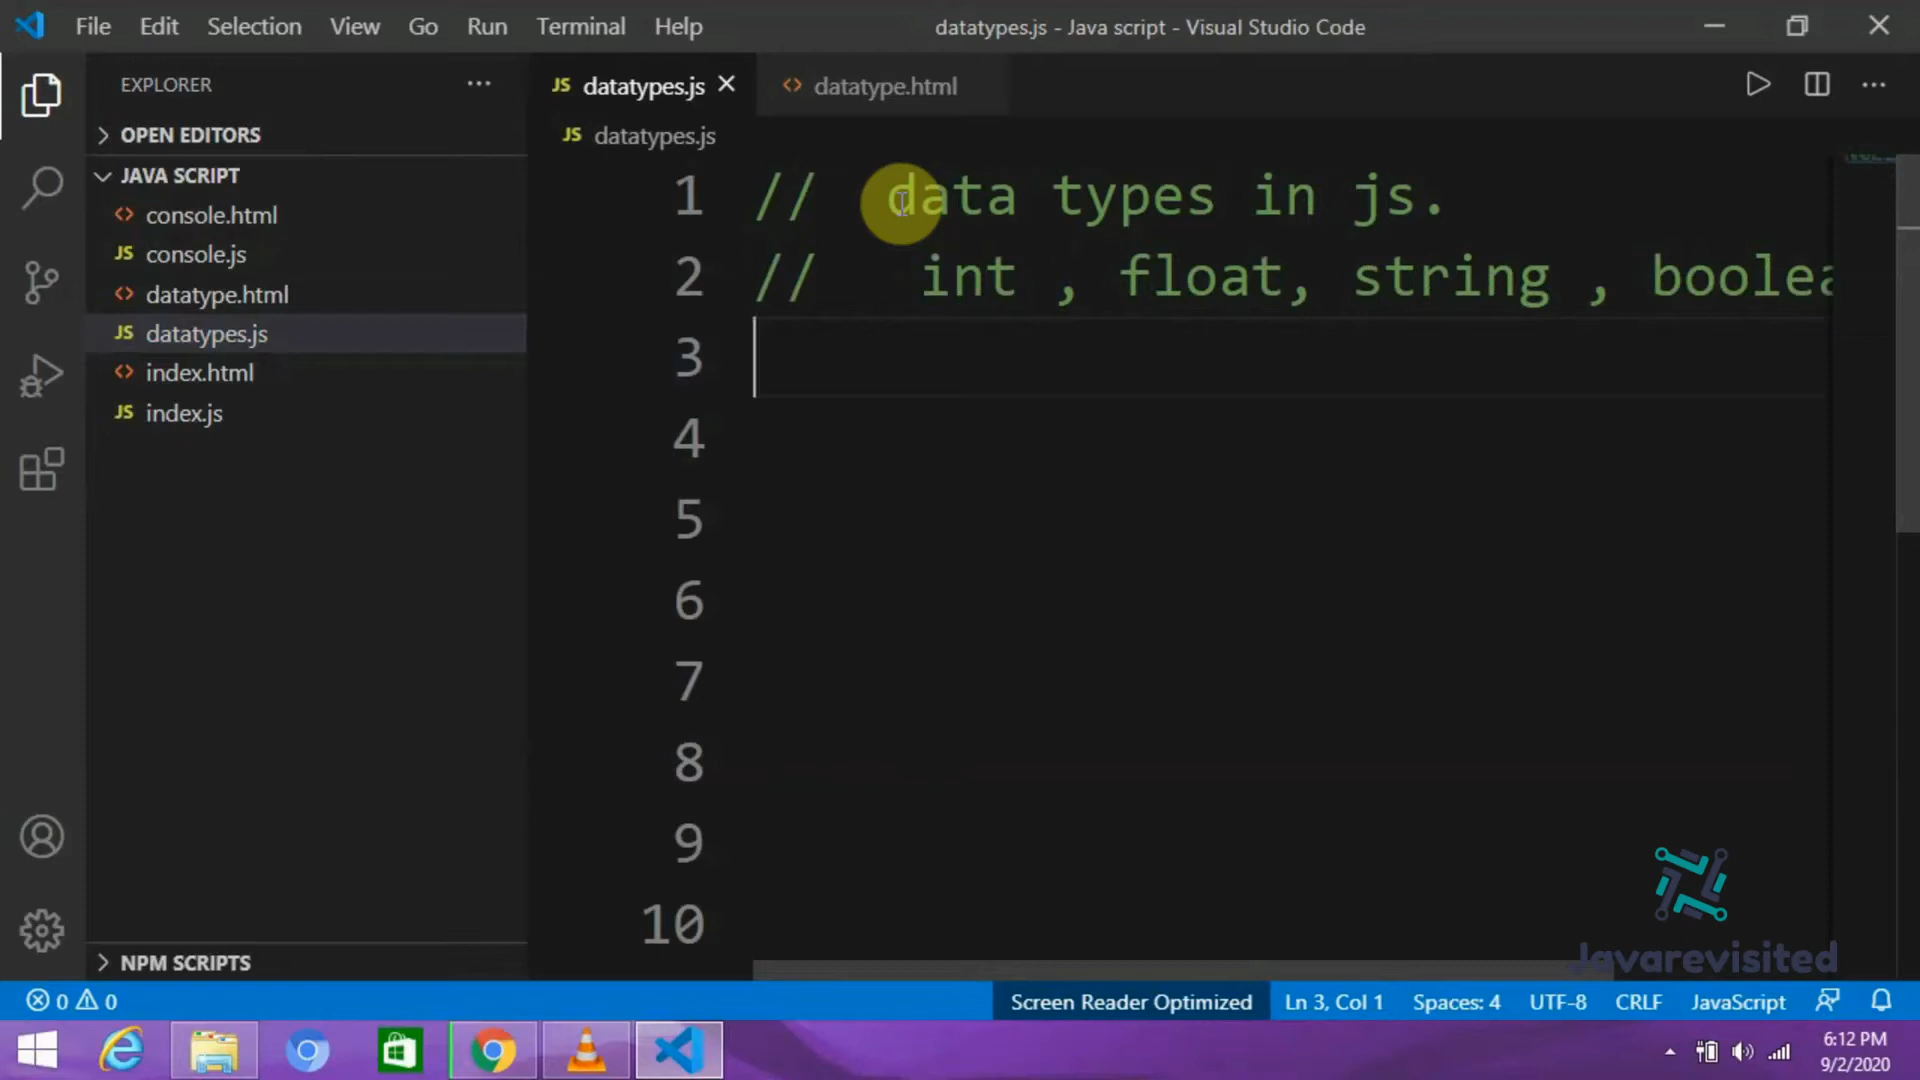 File Edit Selection View Go Run Terminal Help
datatypes.js - Java script - Visual Studio Code
EXPLORER
OPEN EDITORS
JAVA SCRIPT
console.html
JS console.js
datatype.html
JS datatypes.js
index.html
JS index.js
NPM SCRIPTS
JS datatypes.js
datatype.html
JS datatypes.js
1 // data types in js.
2 // int , float, string , boolea
3
4
5
6
7
8
9
10
Javarevisited
0 0
Screen Reader Optimized Ln 3, Col 1 Spaces: 4 UTF-8 CRLF JavaScript
6:12 PM
9/2/2020